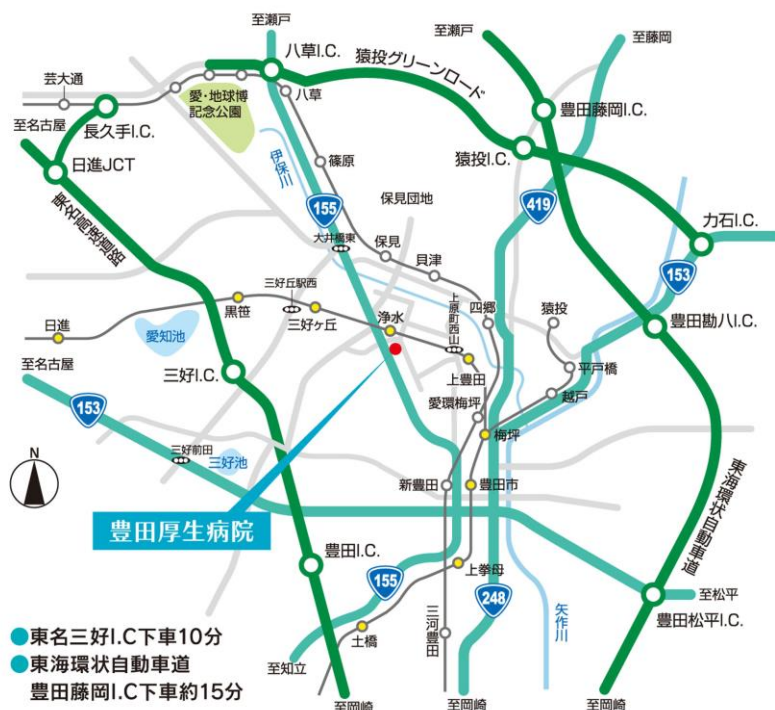 至瀬戸
八草I.C.
猿投グリーンロード
至瀬戸
至藤岡
芸大通
愛・地球博
記念公園
八草
豊田藤岡I.C.
至名古屋
長久手I.C.
伊保川
篠原
猿投I.C.
日進JCT
東名高速道路
155
保見団地
419
力石I.C.
大井橋東
保見
貝津
153
三好丘駅西
上原町西山
四郷
猿投
黒笹
三好ヶ丘
浄水
豊田勘八I.C.
日進
愛知池
上豊田
平戸橋
至名古屋
三好I.C.
愛環梅坪
越戸
153
梅坪
三好前田
三好池
新豊田
豊田市
東海環状自動車道
N
豊田厚生病院
豊田I.C.
上挙母
155
248
至松平
豊田松平I.C.
矢作川
三河豊田
土橋
至知立
至岡崎
至岡崎
至岡崎
●東名三好I.C下車10分
●東海環状自動車道
豊田藤岡I.C下車約15分